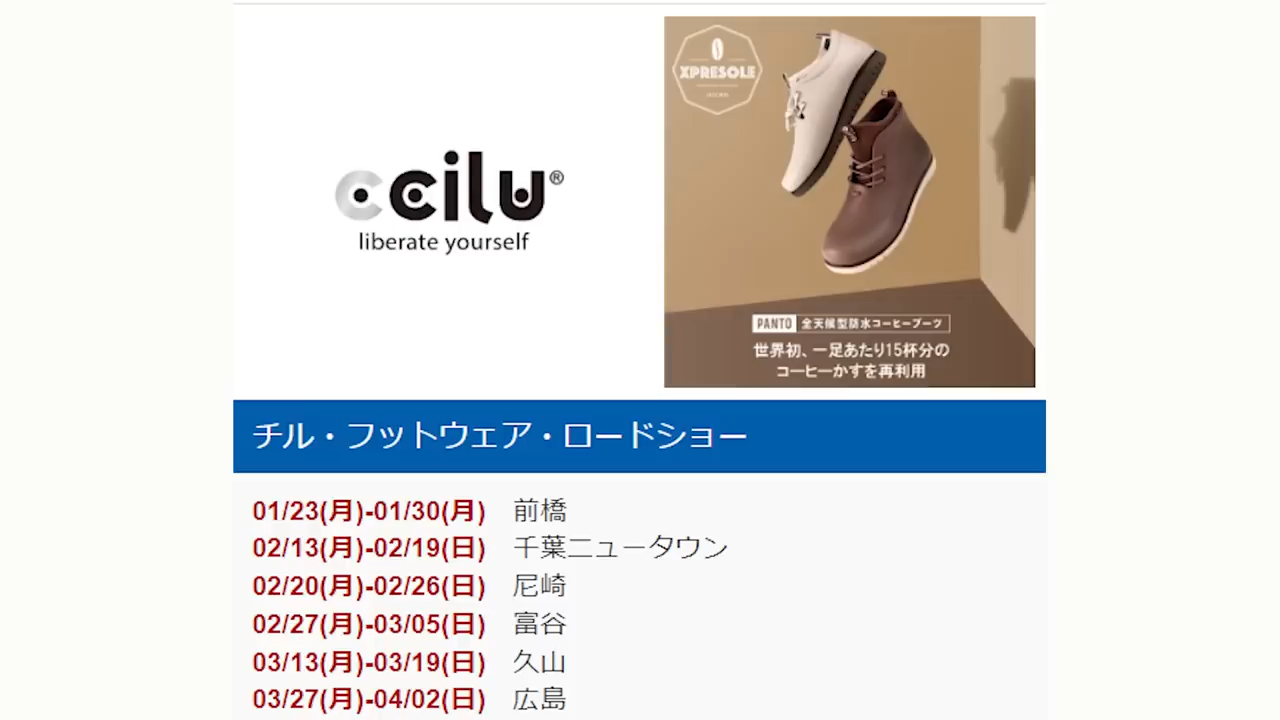 ccilu®
liberate yourself
XPRESOLE
PANTO 全天候型防水コーヒーブーツ
世界初、一足あたり15杯分の
コーヒーかすを再利用
チル・フットウェア・ロードショー
01/23(月)-01/30(月) 前橋
02/13(月)-02/19(日) 千葉ニュータウン
02/20(月)-02/26(日) 尼崎
02/27(月)-03/05(日) 富谷
03/13(月)-03/19(日) 久山
03/27(月)-04/02(日) 広島